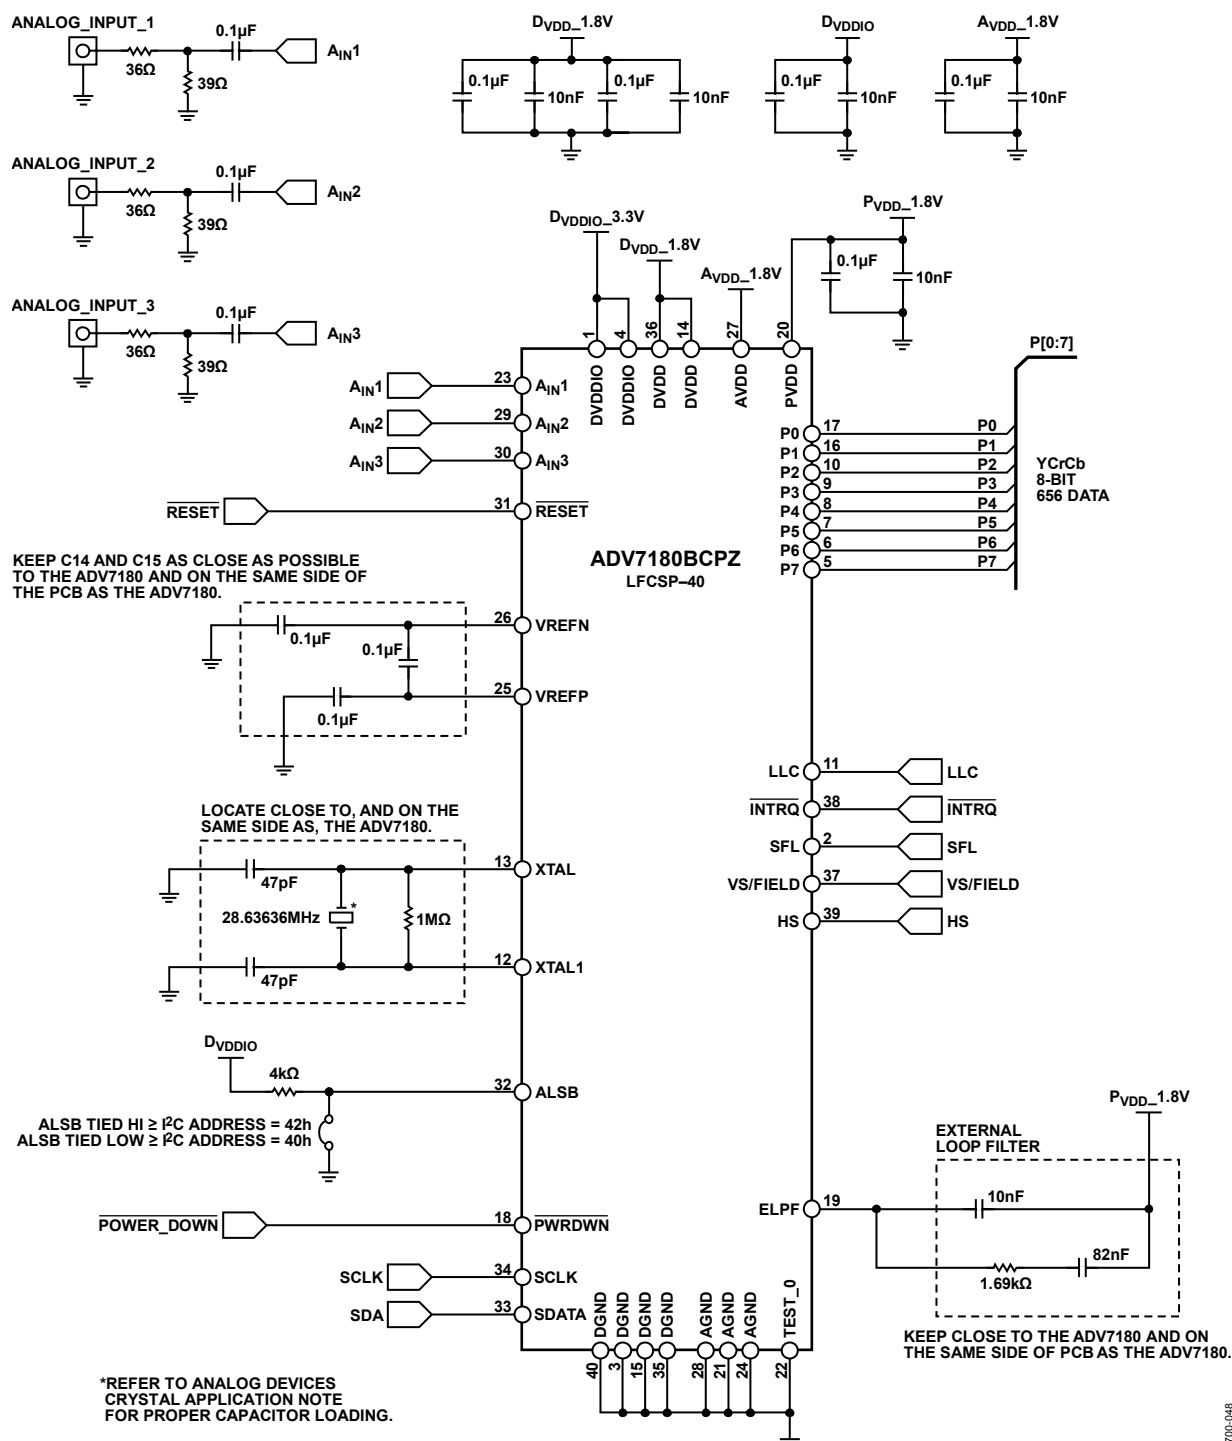 ANALOG_INPUT_1
0.1µF
AIN1
36Ω
39Ω
DVDD_1.8V
0.1µF
10nF
0.1µF
10nF
DVDDIO
0.1µF
10nF
AVDD_1.8V
0.1µF
10nF
ANALOG_INPUT_2
0.1µF
AIN2
36Ω
39Ω
ANALOG_INPUT_3
0.1µF
AIN3
36Ω
39Ω
DVDDIO_3.3V
DVDD_1.8V
AVDD_1.8V
PVDD_1.8V
0.1µF
10nF
1
4
36
14
27
20
DVDDIO
DVDDIO
DVDD
DVDD
AVDD
PVDD
AIN1
23
AIN1
AIN2
29
AIN2
AIN3
30
AIN3
RESET
31
RESET
P[0:7]
P0 17 P0
P1 16 P1
P2 10 P2
P3 9 P3
P4 8 P4
P5 7 P5
P6 6 P6
P7 5 P7
YCrCb
8-BIT
656 DATA
ADV7180BCPZ
LFCSP–40
KEEP C14 AND C15 AS CLOSE AS POSSIBLE
TO THE ADV7180 AND ON THE SAME SIDE OF
THE PCB AS THE ADV7180.
0.1µF
26
VREFN
0.1µF
0.1µF
25
VREFP
LLC 11 LLC
INTRQ 38 INTRQ
SFL 2 SFL
VS/FIELD 37 VS/FIELD
HS 39 HS
LOCATE CLOSE TO, AND ON THE
SAME SIDE AS, THE ADV7180.
47pF
13
XTAL
28.63636MHz
*
1MΩ
47pF
12
XTAL1
DVDDIO
4kΩ
32
ALSB
ALSB TIED HI ≥ I2C ADDRESS = 42h
ALSB TIED LOW ≥ I2C ADDRESS = 40h
POWER_DOWN
18
PWRDWN
SCLK
34
SCLK
SDA
33
SDATA
PVDD_1.8V
EXTERNAL
LOOP FILTER
ELPF
19
10nF
82nF
1.69kΩ
KEEP CLOSE TO THE ADV7180 AND ON
THE SAME SIDE OF PCB AS THE ADV7180.
DGND
DGND
DGND
DGND
AGND
AGND
AGND
TEST_0
40
3
15
35
28
21
24
22
*REFER TO ANALOG DEVICES
CRYSTAL APPLICATION NOTE
FOR PROPER CAPACITOR LOADING.